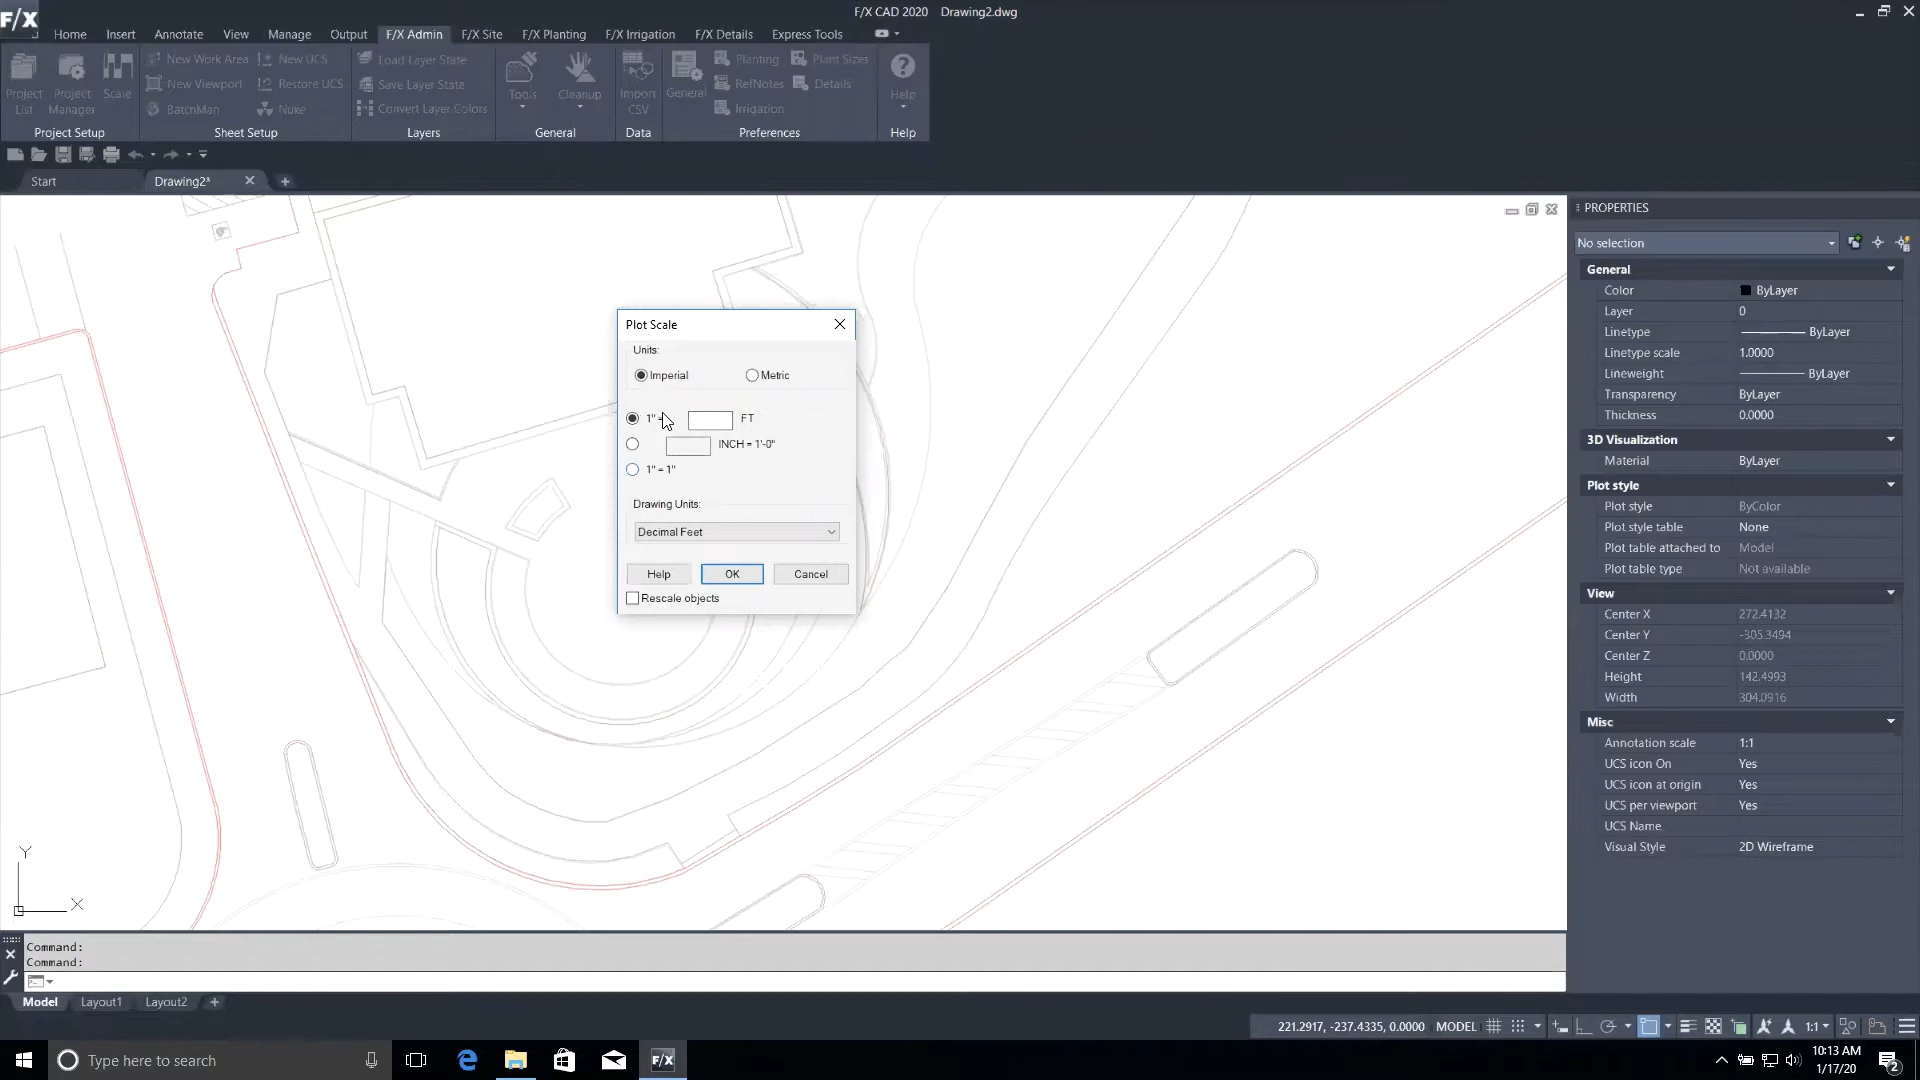 F/X CAD 2020 Drawing2.dwg
F/X
Home Insert Annotate View Manage Output F/X Admin F/X Site F/X Planting F/X Irrigation F/X Details Express Tools
New Work Area New UCS Load Layer State Planting Plant Sizes
New Viewport Restore UCS Save Layer State RefNotes Details
Project List Project Manager Scale BatchMan Nuke Convert Layer Colors Tools Cleanup Import CSV General Irrigation Help
Project Setup Sheet Setup Layers General Data Preferences Help
Start Drawing2*
PROPERTIES
No selection
General
Color ByLayer
Layer 0
Linetype ByLayer
Linetype scale 1.0000
Lineweight ByLayer
Transparency ByLayer
Thickness 0.0000
3D Visualization
Material ByLayer
Plot style
Plot style ByColor
Plot style table None
Plot table attached to Model
Plot table type Not available
View
Center X 272.4132
Center Y -305.3494
Center Z 0.0000
Height 142.4993
Width 304.0916
Misc
Annotation scale 1:1
UCS icon On Yes
UCS icon at origin Yes
UCS per viewport Yes
UCS Name
Visual Style 2D Wireframe
Plot Scale
Units:
Imperial Metric
1" = FT
INCH = 1'-0"
1" = 1"
Drawing Units:
Decimal Feet
Help OK Cancel
Rescale objects
Y
X
Command:
Command:
Model Layout1 Layout2
221.2917, -237.4335, 0.0000 MODEL 1:1
Type here to search
F/X
10:13 AM
1/17/20
2